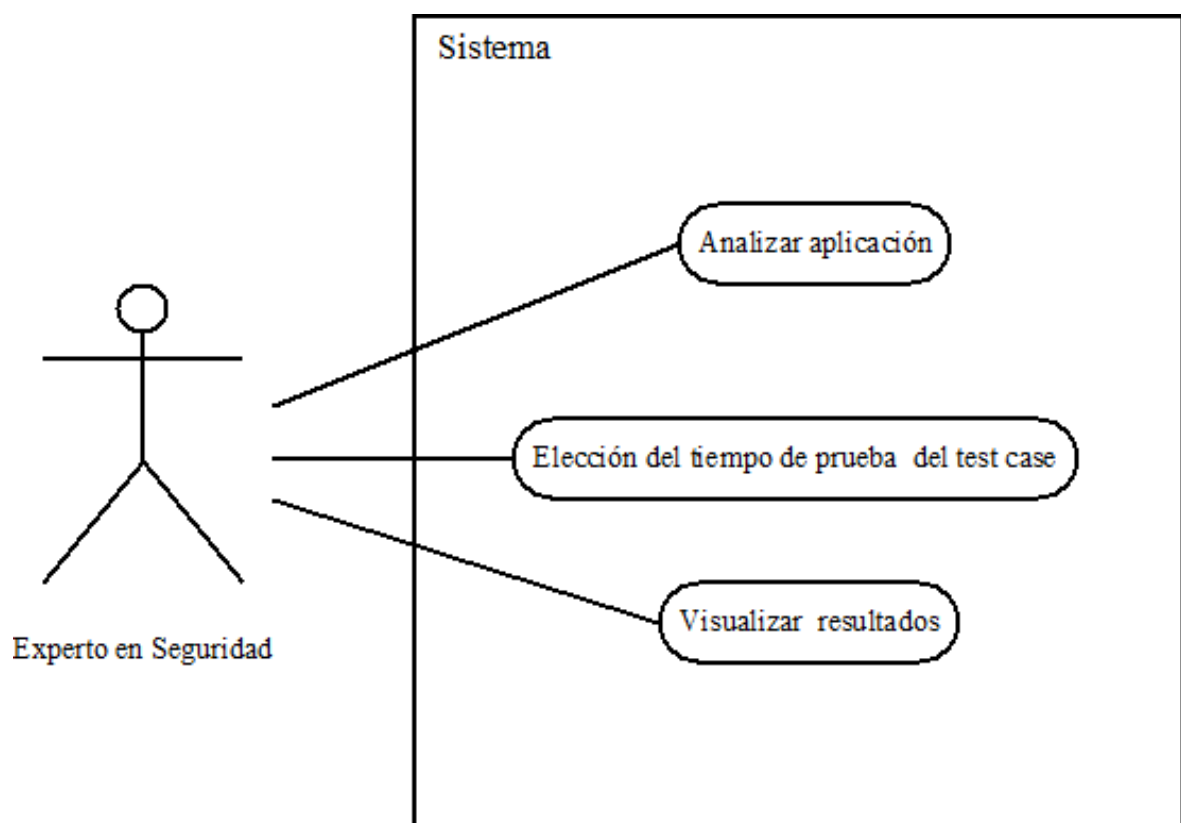 Sistema
Analizar aplicación
Elección del tiempo de prueba del test case
Visualizar resultados
Experto en Seguridad